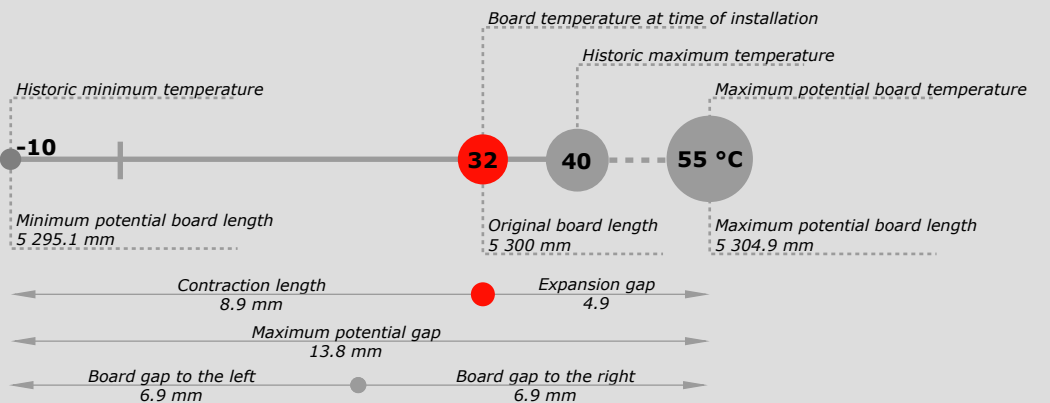 Board temperature at time of installation
Historic maximum temperature
Historic minimum temperature
Maximum potential board temperature
-10
32
40
55 °C
Minimum potential board length
5 295.1 mm
Original board length
5 300 mm
Maximum potential board length
5 304.9 mm
Contraction length
8.9 mm
Expansion gap
4.9
Maximum potential gap
13.8 mm
Board gap to the left
6.9 mm
Board gap to the right
6.9 mm